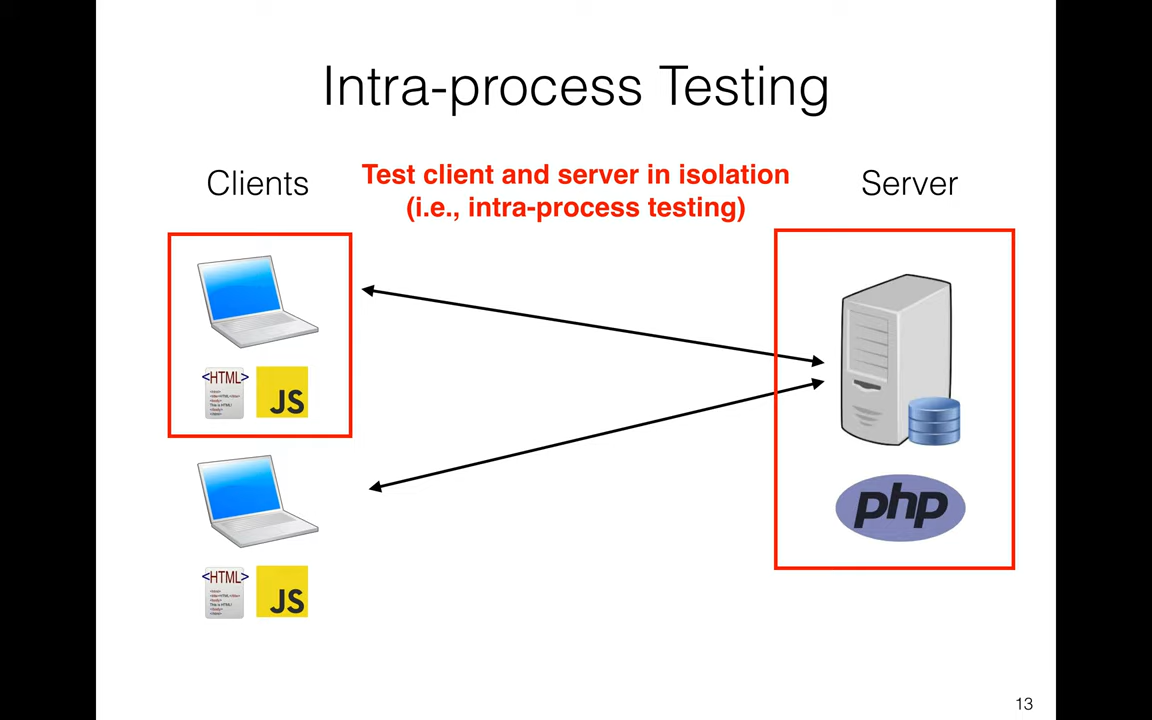 Intra-process Testing
Clients
Test client and server in isolation
(i.e., intra-process testing)
Server
<HTML>
JS
php
<HTML>
JS
13